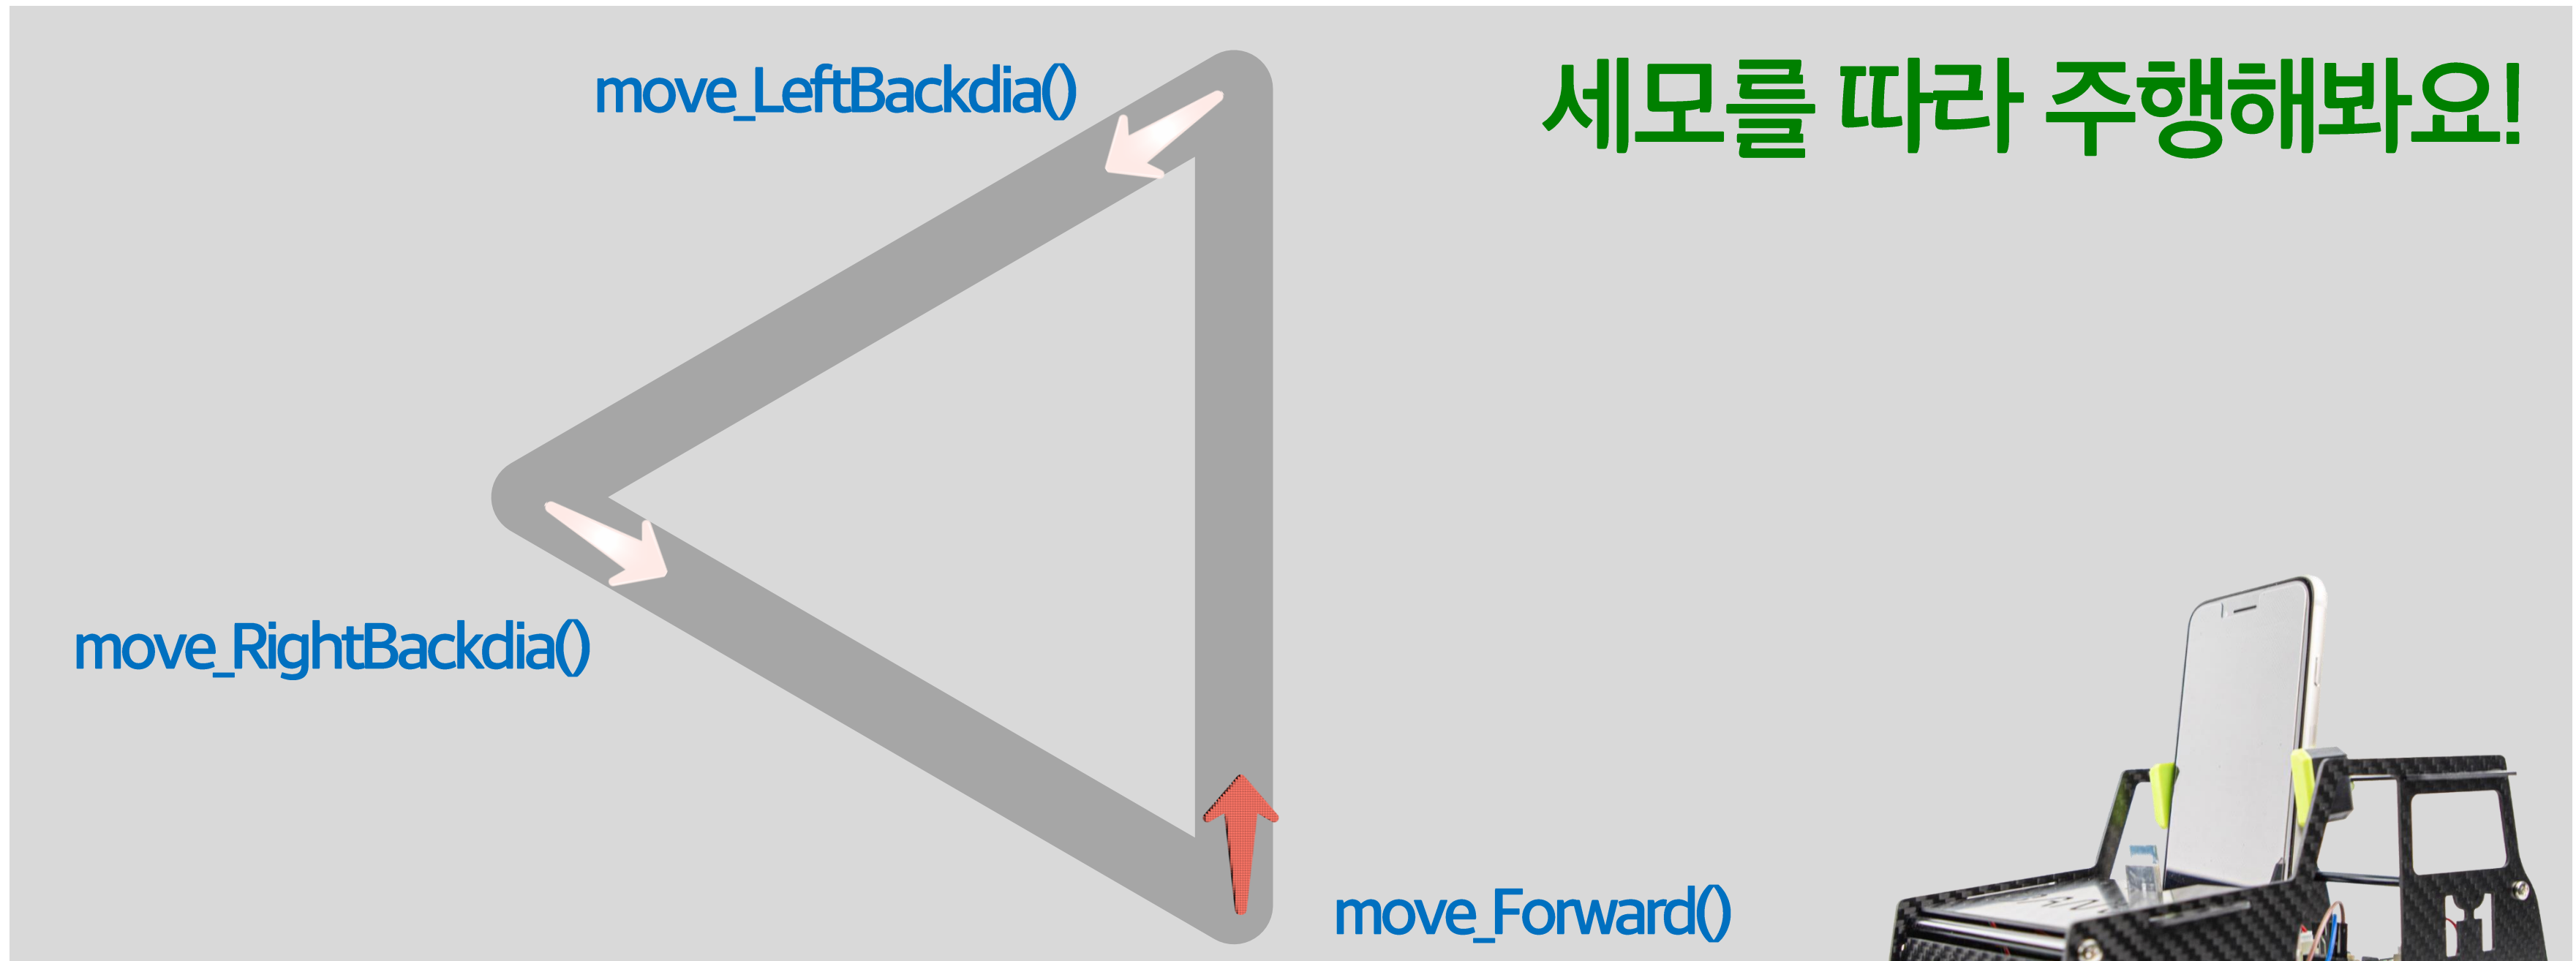 move_LeftBackdia()
세모를 따라 주행해봐요!
move_RightBackdia()
move_Forward()